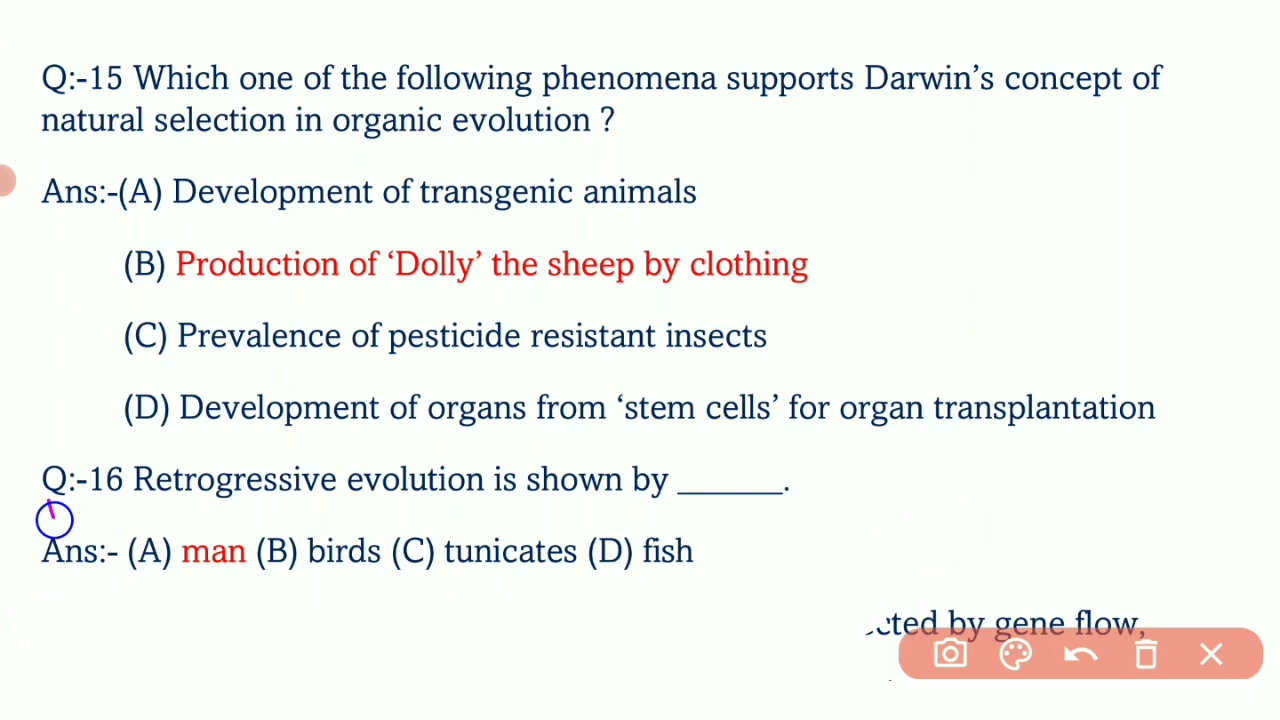 Q:-15 Which one of the following phenomena supports Darwin’s concept of
natural selection in organic evolution ?
Ans:-(A) Development of transgenic animals
(B) Production of ‘Dolly’ the sheep by clothing
(C) Prevalence of pesticide resistant insects
(D) Development of organs from ‘stem cells’ for organ transplantation
Q:-16 Retrogressive evolution is shown by ______.
Ans:- (A) man (B) birds (C) tunicates (D) fish
by gene flow,